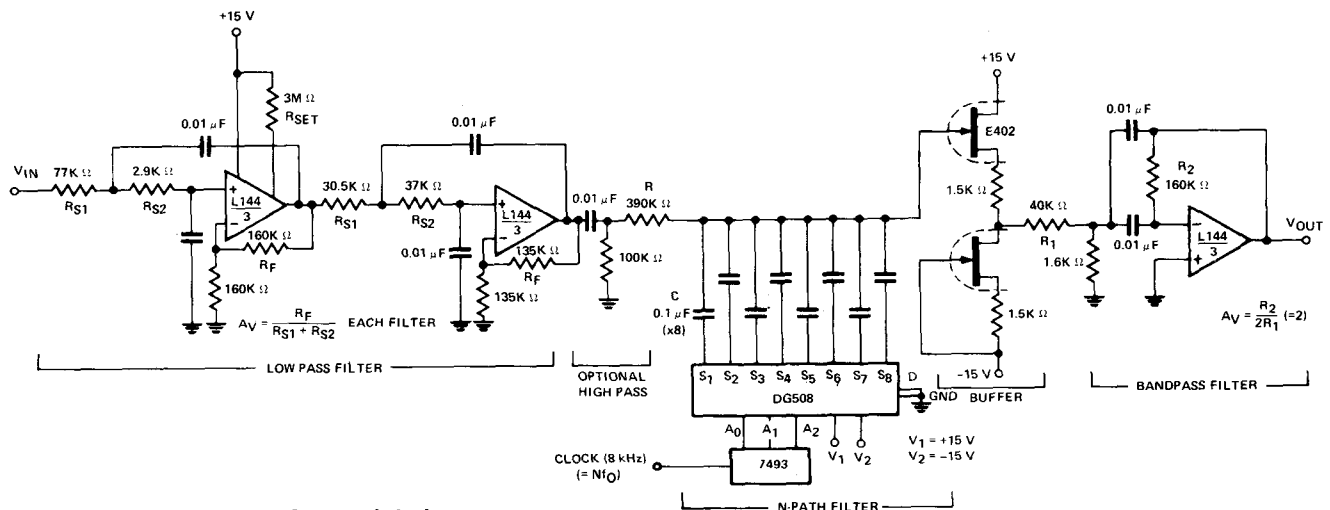 +15 V
3M Ω
R_SET
0.01 µF
V_IN
77K Ω
R_S1
2.9K Ω
R_S2
+
−
L144
3
160K Ω
R_F
160K Ω
A_V = R_F / (R_S1 + R_S2) EACH FILTER
LOW PASS FILTER
30.5K Ω
R_S1
37K Ω
R_S2
0.01 µF
0.01 µF
+
−
L144
3
135K Ω
R_F
135K Ω
0.01 µF
R
390K Ω
100K Ω
OPTIONAL
HIGH PASS
C
0.1 µF
(x8)
S1 S2 S3 S4 S5 S6 S7 S8 D
DG508
GND
A0 A1 A2
V1 V2
V1 = +15 V
V2 = −15 V
CLOCK (8 kHz)
(= Nf_O)
7493
N-PATH FILTER
+15 V
E402
1.5K Ω
1.5K Ω
−15 V
BUFFER
40K Ω
R1
1.6K Ω
0.01 µF
R2
160K Ω
0.01 µF
−
+
L144
3
V_OUT
A_V = R2 / 2R1 (=2)
BANDPASS FILTER